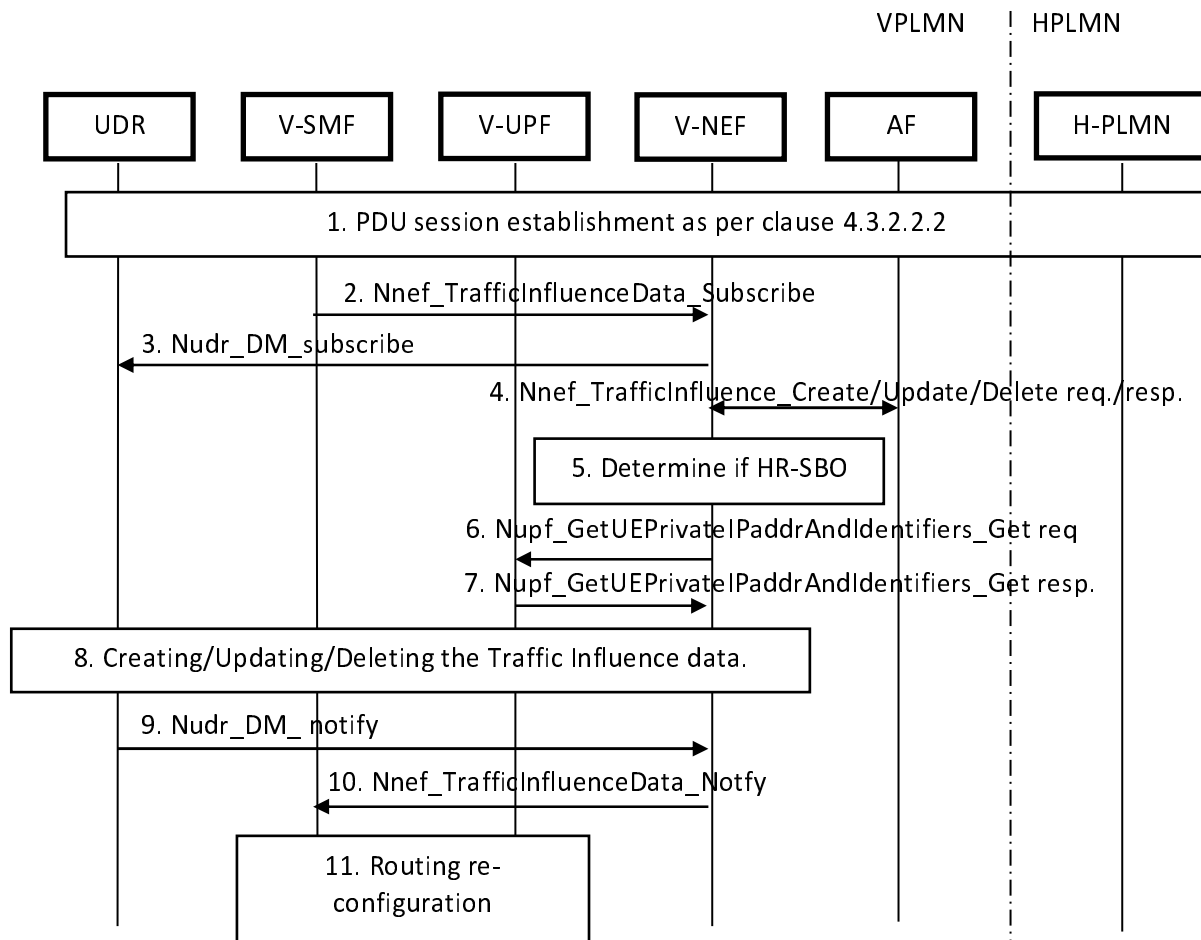 VPLMN HPLMN
UDR V-SMF V-UPF V-NEF AF H-PLMN
1. PDU session establishment as per clause 4.3.2.2.2
2. Nnef_TrafficInfluenceData_Subscribe
3. Nudr_DM_subscribe
4. Nnef_TrafficInfluence_Create/Update/Delete req./resp.
5. Determine if HR-SBO
6. Nupf_GetUEPrivateIPaddrAndIdentifiers_Get req
7. Nupf_GetUEPrivateIPaddrAndIdentifiers_Get resp.
8. Creating/Updating/Deleting the Traffic Influence data.
9. Nudr_DM_ notify
10. Nnef_TrafficInfluenceData_Notfy
11. Routing re-
configuration